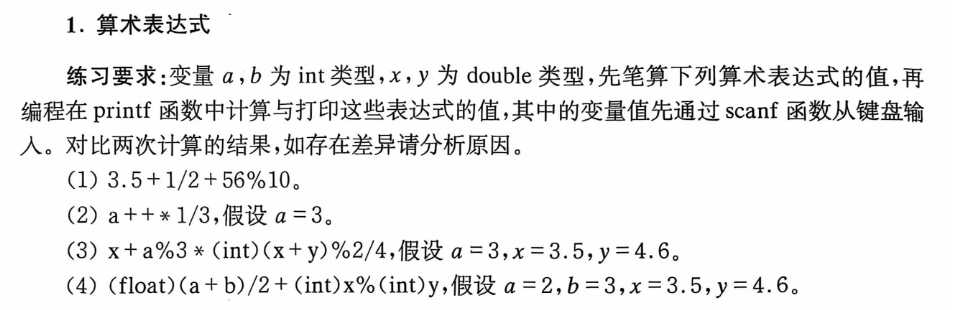 1. 算术表达式
练习要求:变量 a,b 为 int 类型,x,y 为 double 类型,先笔算下列算术表达式的值,再
编程在 printf 函数中计算与打印这些表达式的值,其中的变量值先通过 scanf 函数从键盘输
入。对比两次计算的结果,如存在差异请分析原因。
(1) 3.5+1/2+56%10。
(2) a++*1/3,假设 a=3。
(3) x+a%3*(int)(x+y)%2/4,假设 a=3,x=3.5,y=4.6。
(4) (float)(a+b)/2+(int)x%(int)y,假设 a=2,b=3,x=3.5,y=4.6。